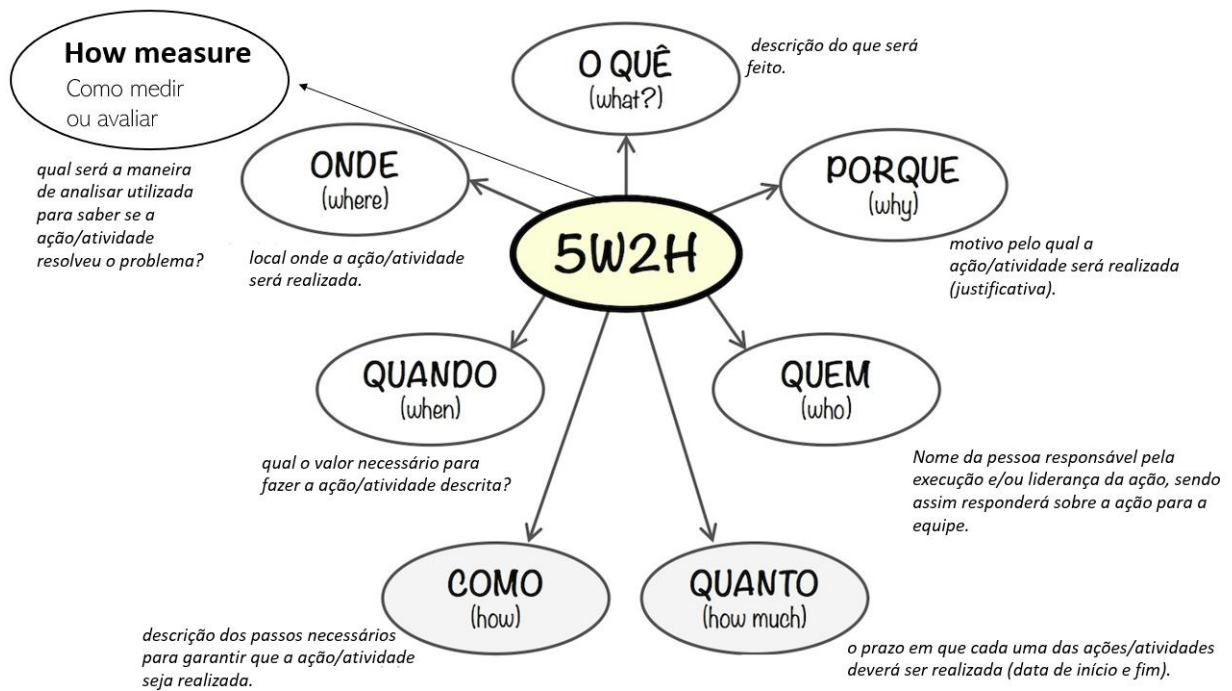 How measure
Como medir
ou avaliar
qual será a maneira
de analisar utilizada
para saber se a
ação/atividade
resolveu o problema?
O QUÊ
(what?)
descrição do que será
feito.
ONDE
(where)
local onde a ação/atividade
será realizada.
PORQUE
(why)
motivo pelo qual a
ação/atividade será realizada
(justificativa).
5W2H
QUANDO
(when)
qual o valor necessário para
fazer a ação/atividade descrita?
QUEM
(who)
Nome da pessoa responsável pela
execução e/ou liderança da ação, sendo
assim responderá sobre a ação para a
equipe.
COMO
(how)
descrição dos passos necessários
para garantir que a ação/atividade
seja realizada.
QUANTO
(how much)
o prazo em que cada uma das ações/atividades
deverá ser realizada (data de início e fim).